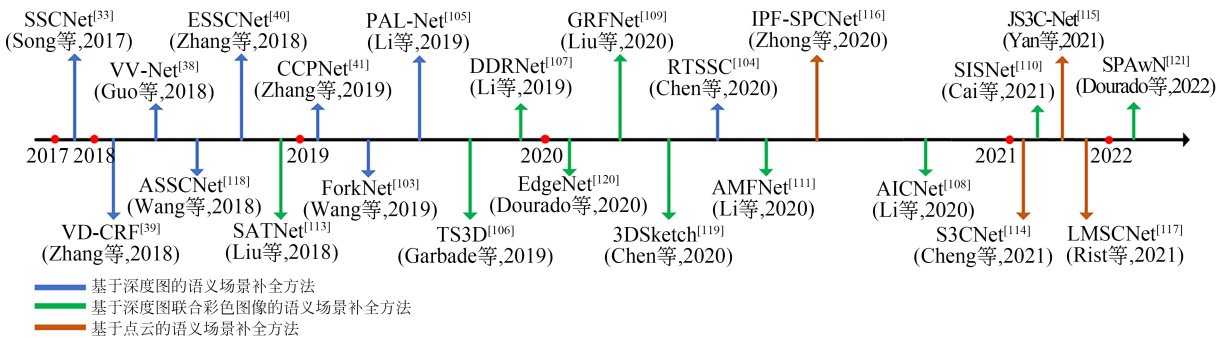 SSCNet[33]
(Song等,2017)
ESSCNet[40]
(Zhang等,2018)
PAL-Net[105]
(Li等,2019)
GRFNet[109]
(Liu等,2020)
IPF-SPCNet[116]
(Zhong等,2020)
JS3C-Net[115]
(Yan等,2021)
VV-Net[38]
(Guo等,2018)
CCPNet[41]
(Zhang等,2019)
DDRNet[107]
(Li等,2019)
RTSSC[104]
(Chen等,2020)
SISNet[110]
(Cai等,2021)
SPAwN[121]
(Dourado等,2022)
2017
2018
2019
2020
2021
2022
ASSCNet[118]
(Wang等,2018)
ForkNet[103]
(Wang等,2019)
EdgeNet[120]
(Dourado等,2020)
AMFNet[111]
(Li等,2020)
AICNet[108]
(Li等,2020)
VD-CRF[39]
(Zhang等,2018)
SATNet[113]
(Liu等,2018)
TS3D[106]
(Garbade等,2019)
3DSketch[119]
(Chen等,2020)
S3CNet[114]
(Cheng等,2021)
LMSCNet[117]
(Rist等,2021)
基于深度图的语义场景补全方法
基于深度图联合彩色图像的语义场景补全方法
基于点云的语义场景补全方法